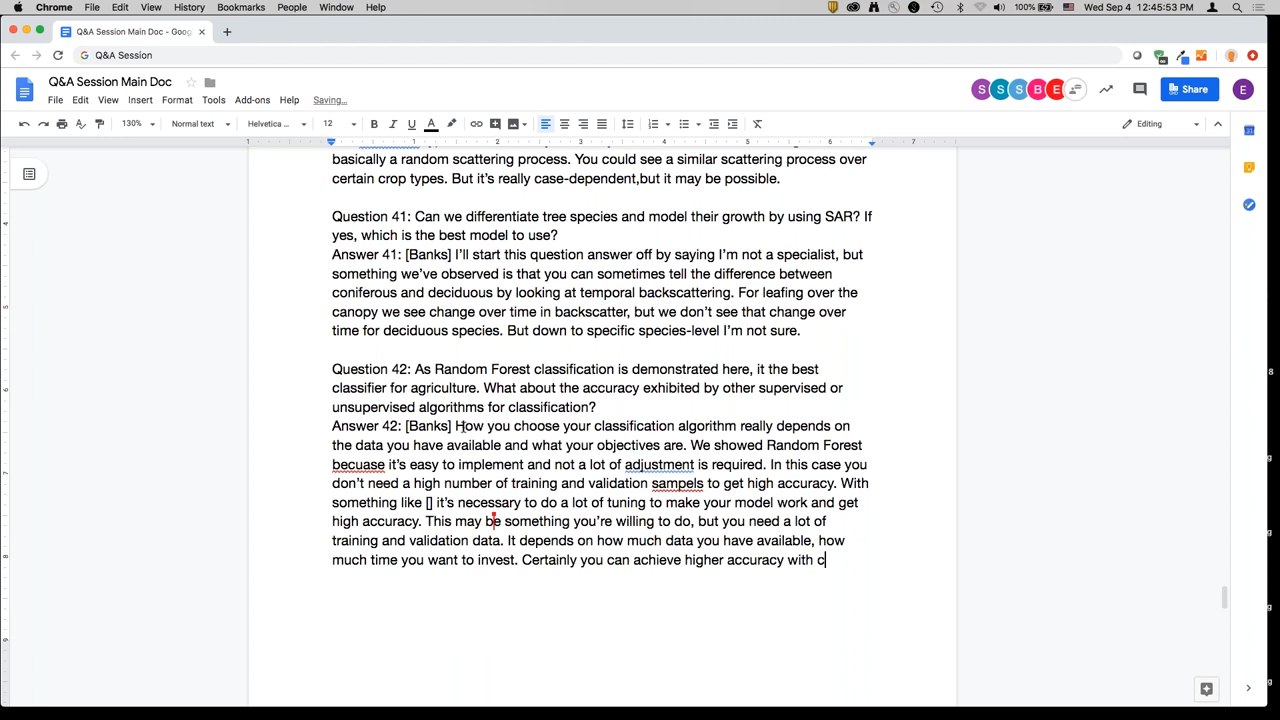 Chrome File Edit View History Bookmarks People Window Help 100% Wed Sep 4 12:45:53 PM
Q&A Session Main Doc - Goog
Q&A Session
Q&A Session Main Doc
File Edit View Insert Format Tools Add-ons Help Saving...
S S S B E Share E
130% Normal text Helvetica ... 12 B I U A Editing
1 1 2 3 4 5 6 7
basically a random scattering process. You could see a similar scattering process over
certain crop types. But it's really case-dependent,but it may be possible.
Question 41: Can we differentiate tree species and model their growth by using SAR? If
yes, which is the best model to use?
Answer 41: [Banks] I'll start this question answer off by saying I'm not a specialist, but
something we've observed is that you can sometimes tell the difference between
coniferous and deciduous by looking at temporal backscattering. For leafing over the
canopy we see change over time in backscatter, but we don't see that change over
time for deciduous species. But down to specific species-level I'm not sure.
Question 42: As Random Forest classification is demonstrated here, it the best
classifier for agriculture. What about the accuracy exhibited by other supervised or
unsupervised algorithms for classification?
Answer 42: [Banks] How you choose your classification algorithm really depends on
the data you have available and what your objectives are. We showed Random Forest
becuase it's easy to implement and not a lot of adjustment is required. In this case you
don't need a high number of training and validation sampels to get high accuracy. With
something like [] it's necessary to do a lot of tuning to make your model work and get
high accuracy. This may be something you're willing to do, but you need a lot of
training and validation data. It depends on how much data you have available, how
much time you want to invest. Certainly you can achieve higher accuracy with c